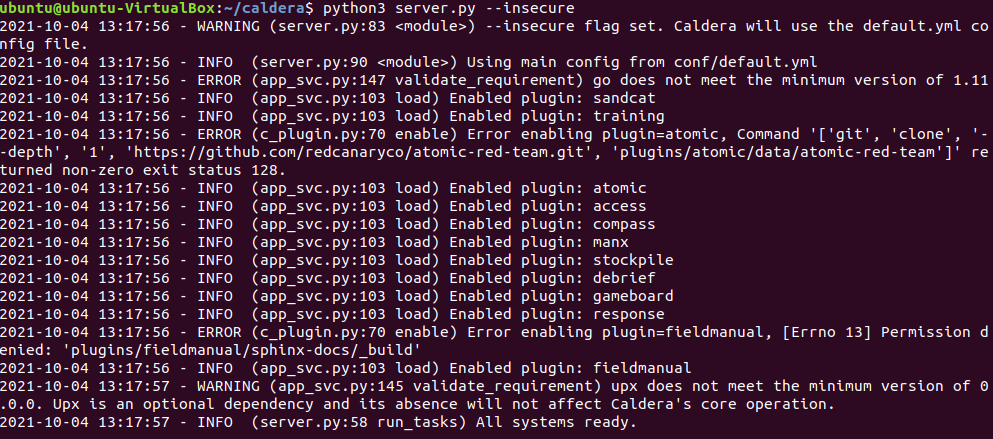 ubuntu@ubuntu-VirtualBox:~/caldera$ python3 server.py --insecure
2021-10-04 13:17:56 - WARNING (server.py:83 <module>) --insecure flag set. Caldera will use the default.yml co
nfig file.
2021-10-04 13:17:56 - INFO  (server.py:90 <module>) Using main config from conf/default.yml
2021-10-04 13:17:56 - ERROR (app_svc.py:147 validate_requirement) go does not meet the minimum version of 1.11
2021-10-04 13:17:56 - INFO  (app_svc.py:103 load) Enabled plugin: sandcat
2021-10-04 13:17:56 - INFO  (app_svc.py:103 load) Enabled plugin: training
2021-10-04 13:17:56 - ERROR (c_plugin.py:70 enable) Error enabling plugin=atomic, Command '['git', 'clone', '-
-depth', '1', 'https://github.com/redcanaryco/atomic-red-team.git', 'plugins/atomic/data/atomic-red-team']' re
turned non-zero exit status 128.
2021-10-04 13:17:56 - INFO  (app_svc.py:103 load) Enabled plugin: atomic
2021-10-04 13:17:56 - INFO  (app_svc.py:103 load) Enabled plugin: access
2021-10-04 13:17:56 - INFO  (app_svc.py:103 load) Enabled plugin: compass
2021-10-04 13:17:56 - INFO  (app_svc.py:103 load) Enabled plugin: manx
2021-10-04 13:17:56 - INFO  (app_svc.py:103 load) Enabled plugin: stockpile
2021-10-04 13:17:56 - INFO  (app_svc.py:103 load) Enabled plugin: debrief
2021-10-04 13:17:56 - INFO  (app_svc.py:103 load) Enabled plugin: gameboard
2021-10-04 13:17:56 - INFO  (app_svc.py:103 load) Enabled plugin: response
2021-10-04 13:17:56 - ERROR (c_plugin.py:70 enable) Error enabling plugin=fieldmanual, [Errno 13] Permission d
enied: 'plugins/fieldmanual/sphinx-docs/_build'
2021-10-04 13:17:56 - INFO  (app_svc.py:103 load) Enabled plugin: fieldmanual
2021-10-04 13:17:57 - WARNING (app_svc.py:145 validate_requirement) upx does not meet the minimum version of 0
.0.0. Upx is an optional dependency and its absence will not affect Caldera's core operation.
2021-10-04 13:17:57 - INFO  (server.py:58 run_tasks) All systems ready.